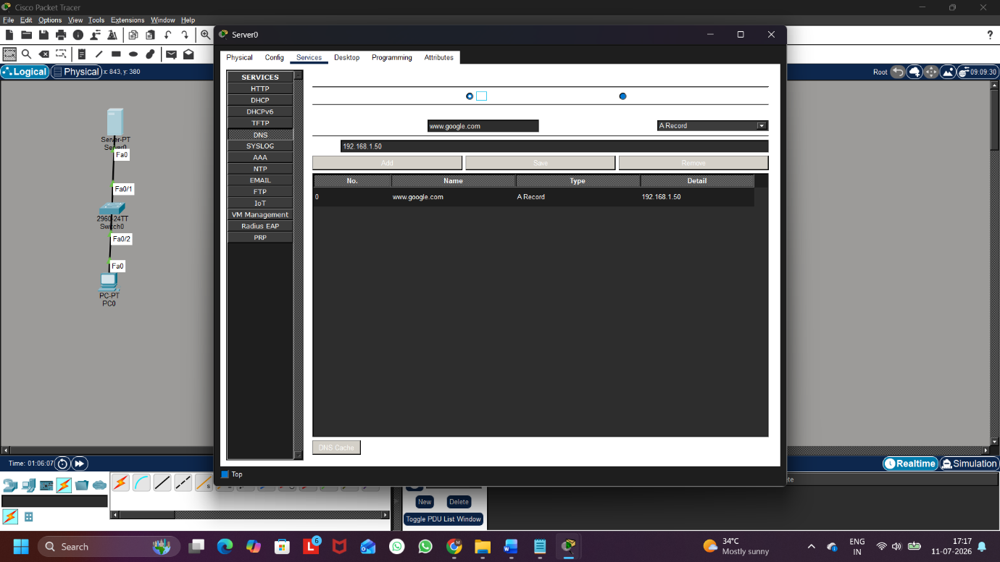 Cisco Packet Tracer
File Edit Options View Tools Extensions Window Help
?
Logical Physical x: 843, y: 380
Root 09:09:30
Server-PT
Server0
Fa0
Fa0/1
2960-24TT
Switch0
Fa0/2
Fa0
PC-PT
PC0
Server0
Physical Config Services Desktop Programming Attributes
SERVICES
HTTP
DHCP
DHCPv6
TFTP
DNS
SYSLOG
AAA
NTP
EMAIL
FTP
IoT
VM Management
Radius EAP
PRP
www.google.com A Record
192.168.1.50
Add Save Remove
No. Name Type Detail
0 www.google.com A Record 192.168.1.50
DNS Cache
Top
Time: 01:06:07
Realtime Simulation
New Delete
Toggle PDU List Window
Search
6
34°C
Mostly sunny
ENG
IN
17:17
11-07-2026